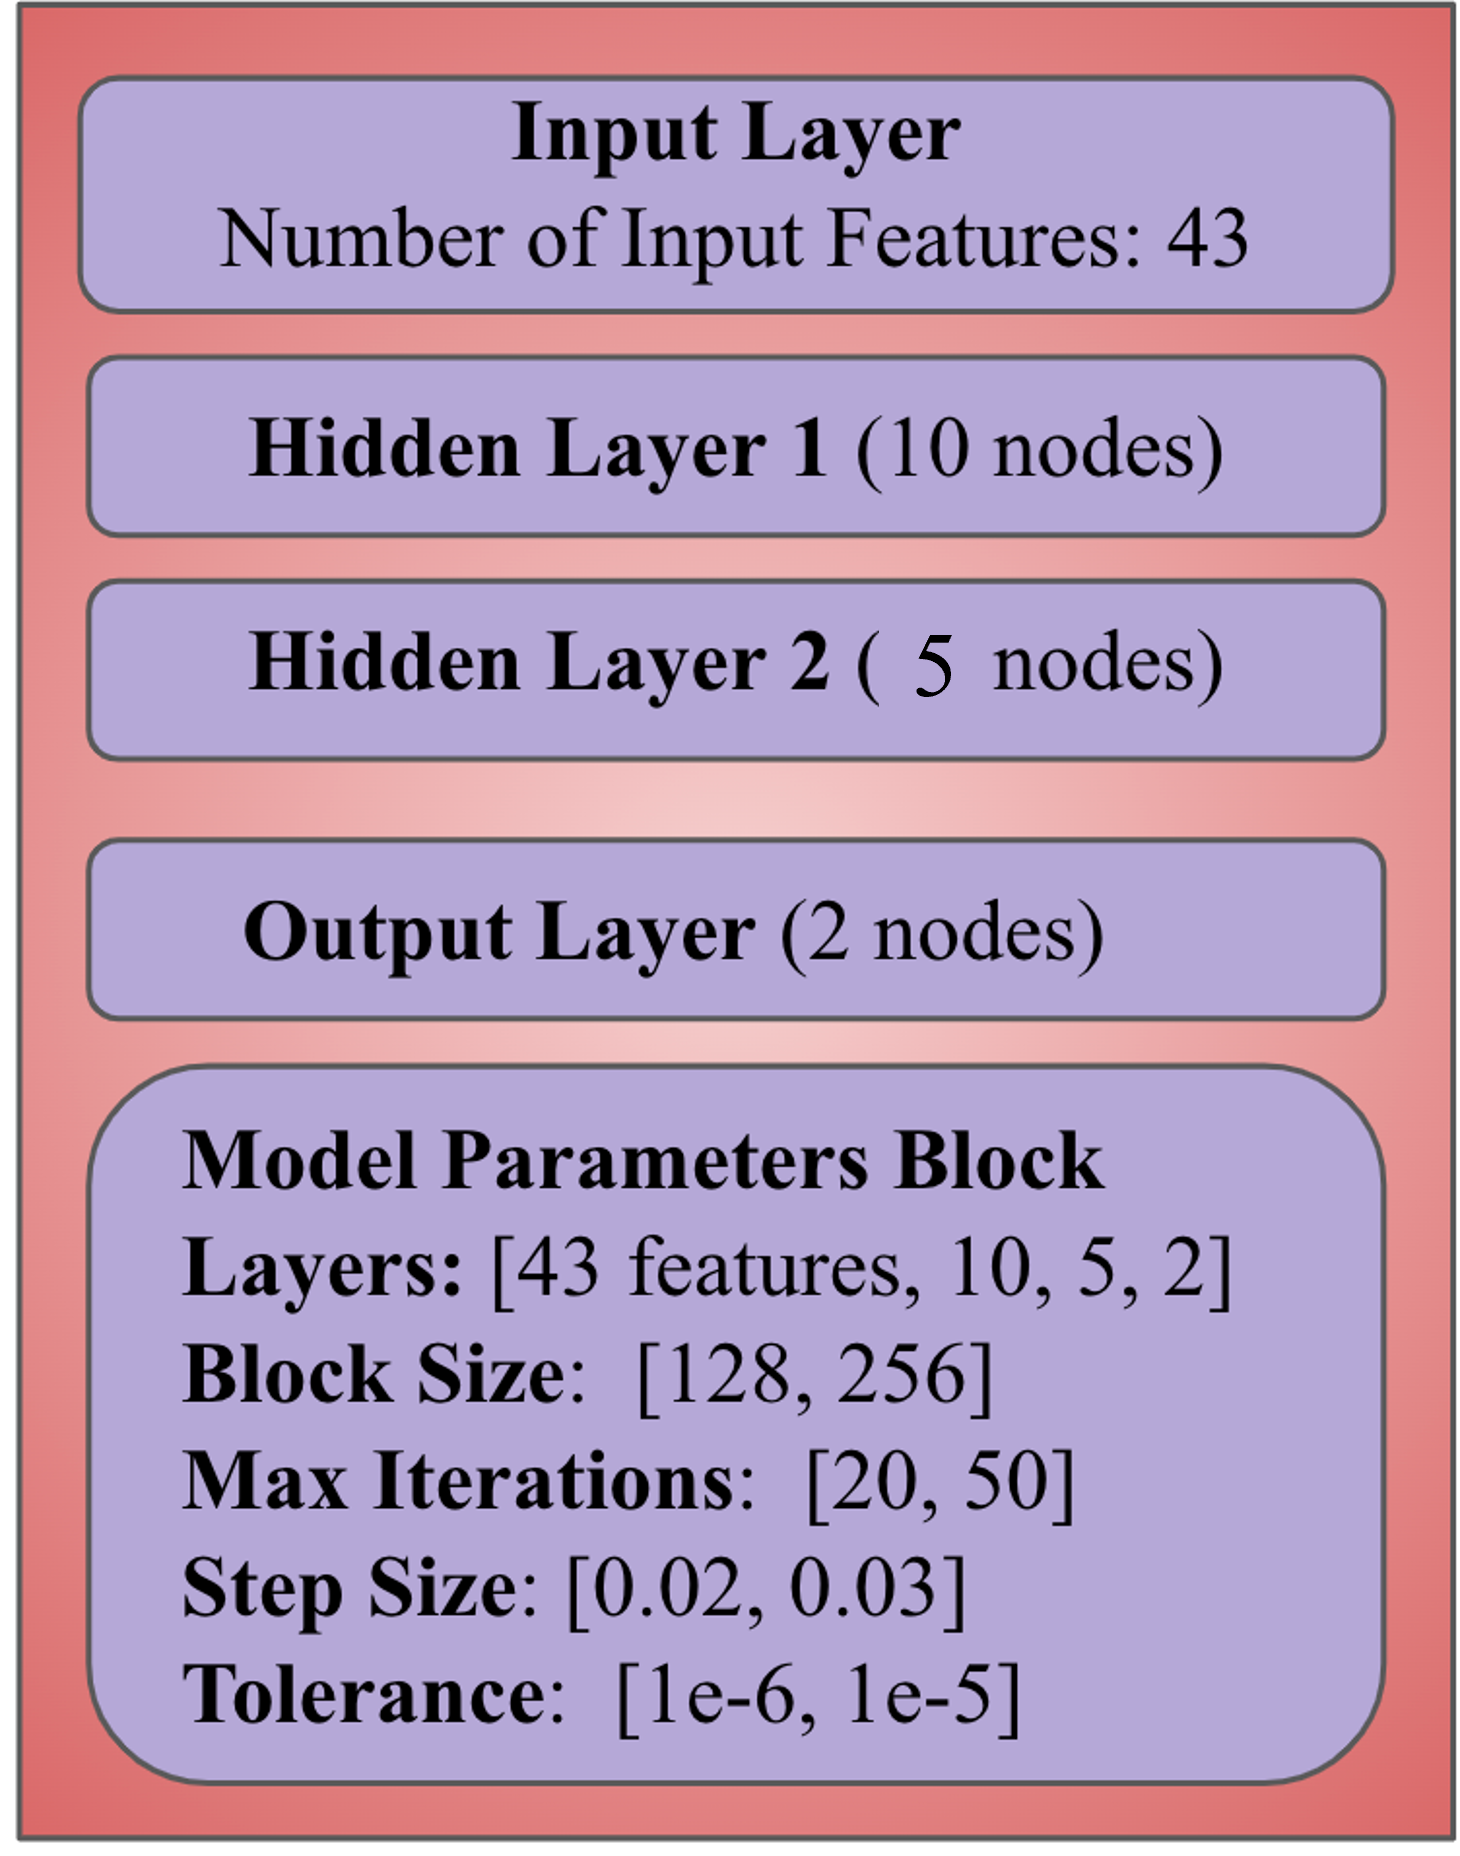 Input Layer
Number of Input Features: 43
Hidden Layer 1 (10 nodes)
Hidden Layer 2 ( 5 nodes)
Output Layer (2 nodes)
Model Parameters Block
Layers: [43 features, 10, 5, 2]
Block Size: [128, 256]
Max Iterations: [20, 50]
Step Size: [0.02, 0.03]
Tolerance: [1e-6, 1e-5]